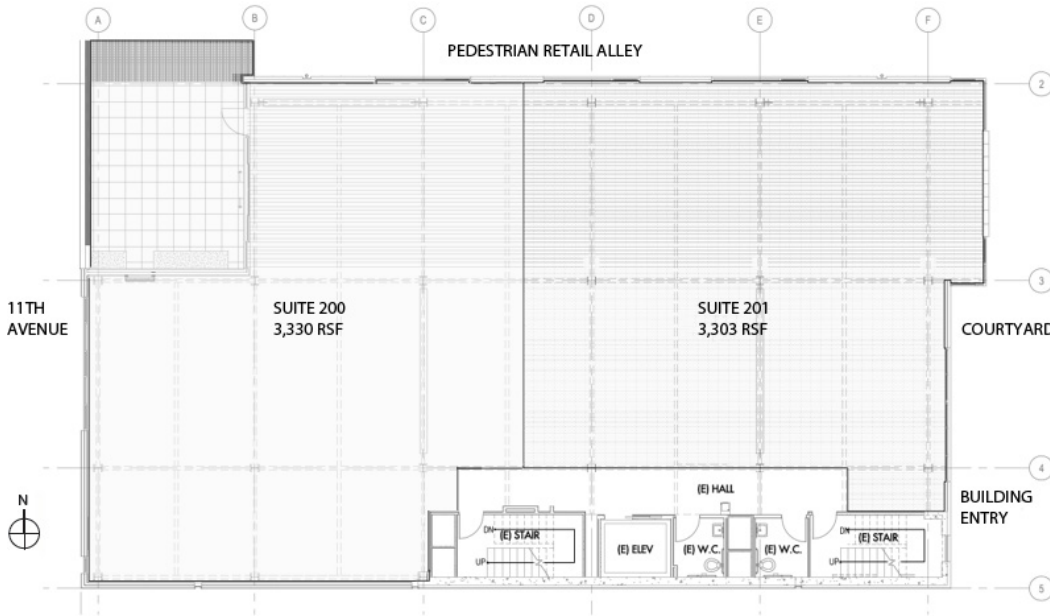 A
B
C
D
E
F
PEDESTRIAN RETAIL ALLEY
2
3
11TH
AVENUE
SUITE 200
3,330 RSF
SUITE 201
3,303 RSF
COURTYARD
4
N
(E) HALL
BUILDING
ENTRY
DN
(E) STAIR
UP
(E) ELEV
(E) W.C.
(E) W.C.
DN
(E) STAIR
UP
5